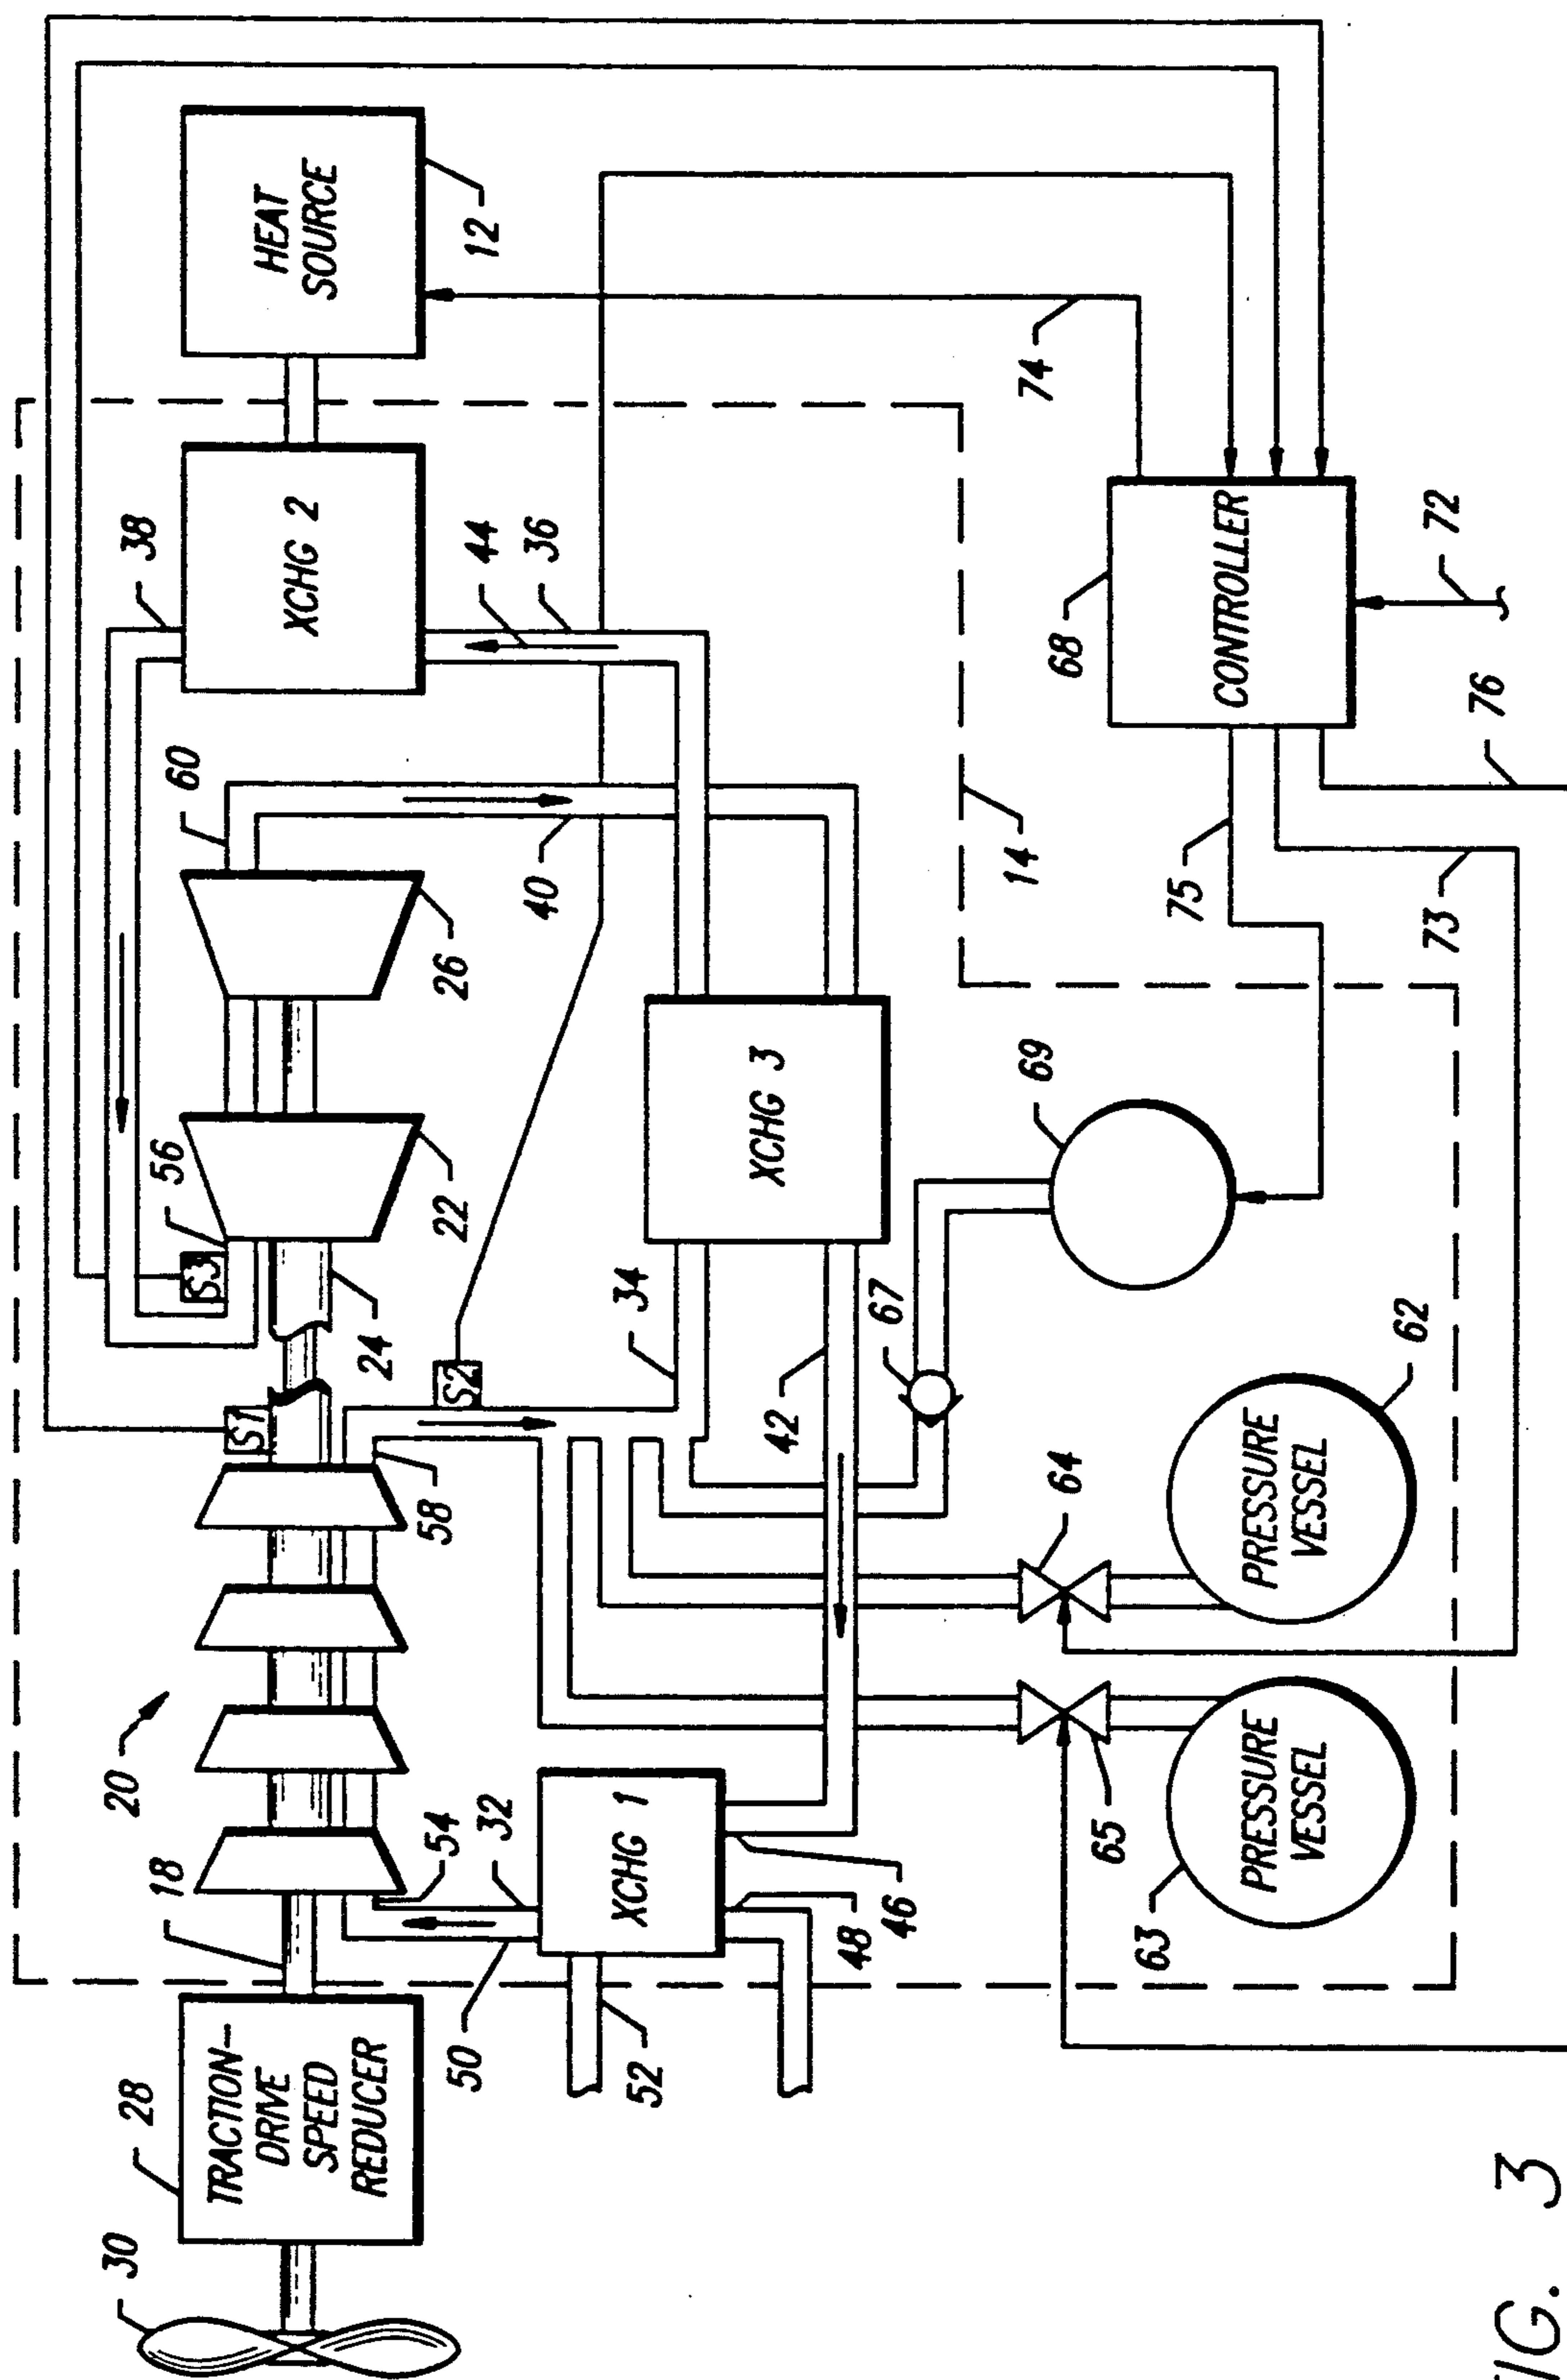 30
28
TRACTION-
DRIVE
SPEED
REDUCER
18
20
S1
S3
56
60
38
XCHG 2
HEAT
SOURCE
12
24
22
26
S2
58
54
32
50
52
XCHG 1
48
46
34
42
67
XCHG 3
40
44
36
14
69
74
68
CONTROLLER
72
75
73
76
63
65
PRESSURE
VESSEL
64
62
PRESSURE
VESSEL
FIG. 3